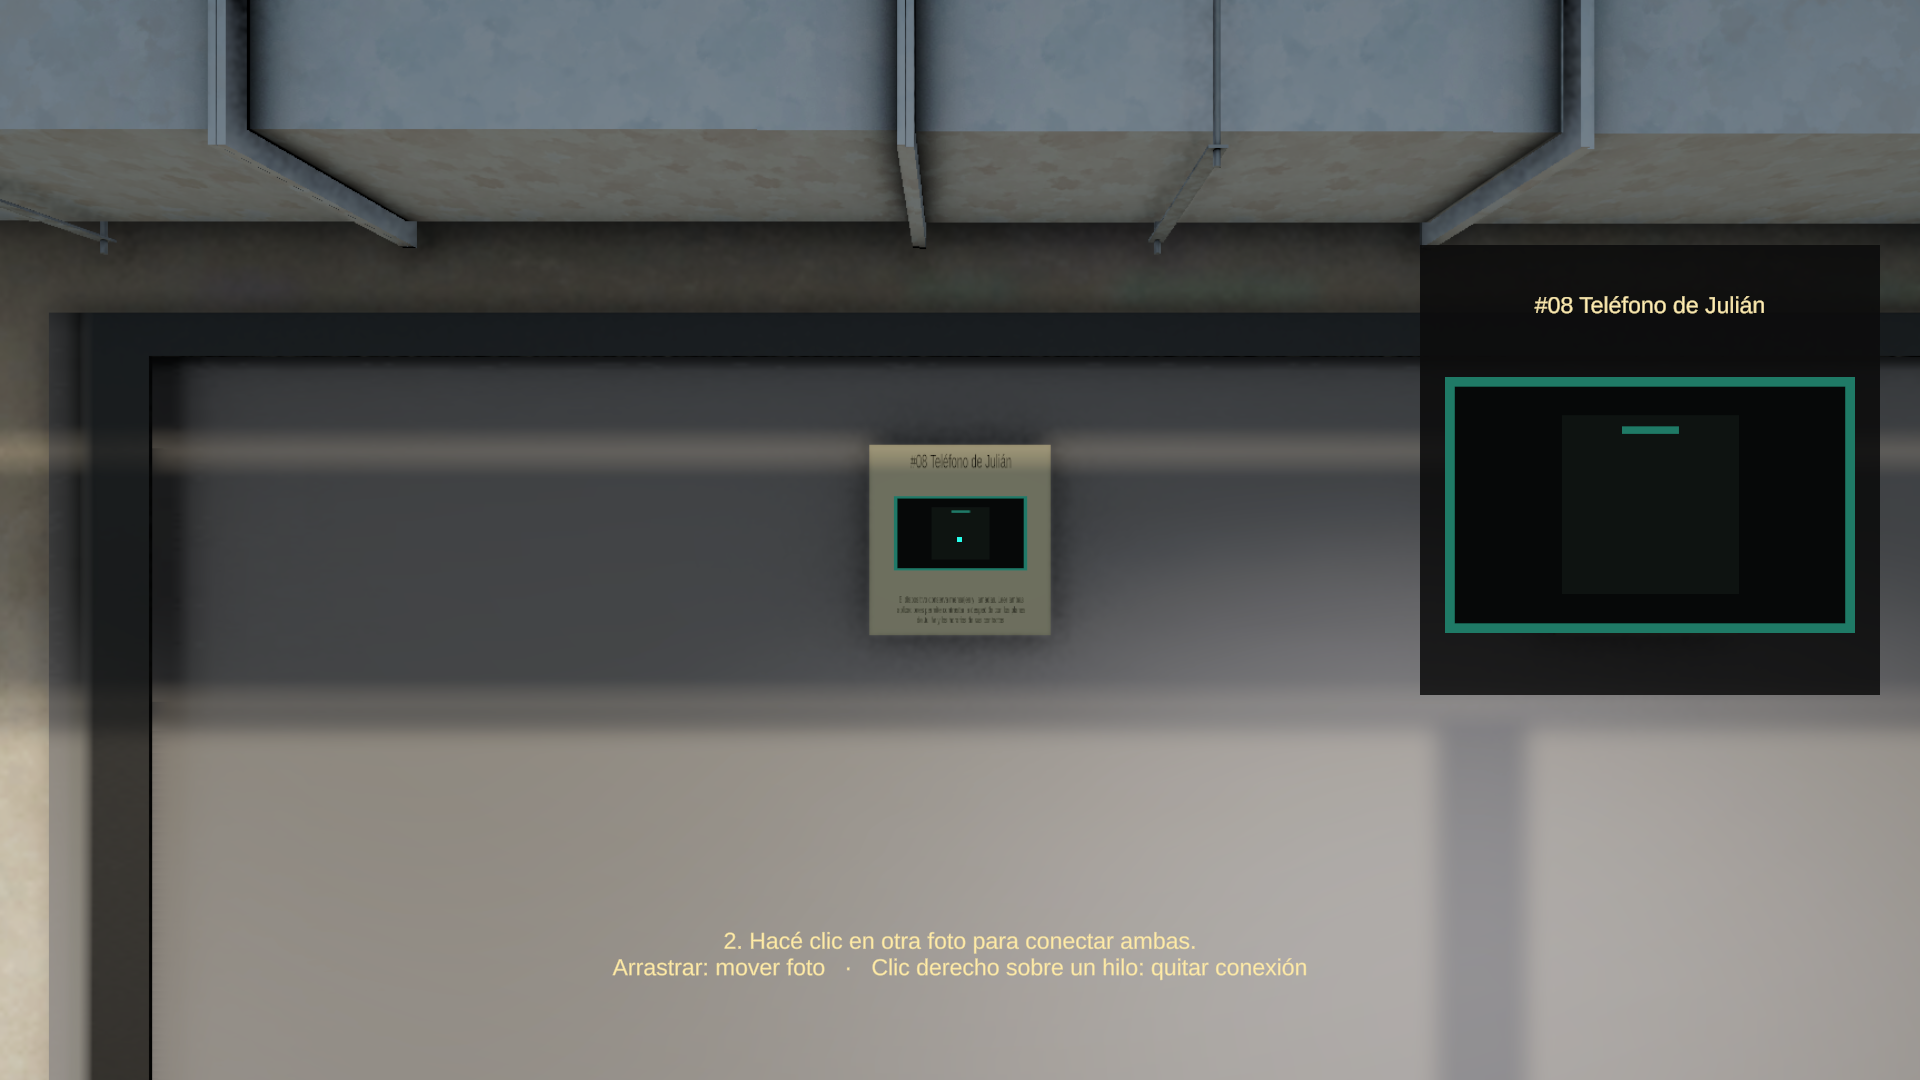 #08 Teléfono de Julián
#08 Teléfono de Julián
2. Hacé clic en otra foto para conectar ambas.
Arrastrar: mover foto · Clic derecho sobre un hilo: quitar conexión